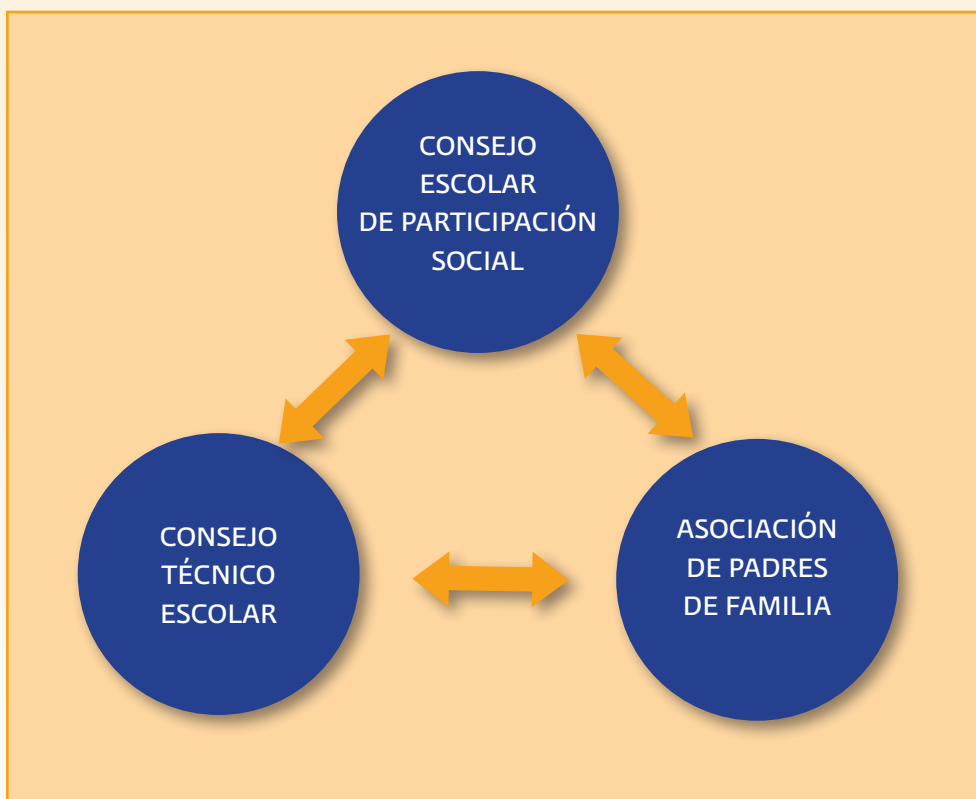 CONSEJO
ESCOLAR
DE PARTICIPACIÓN
SOCIAL
CONSEJO
TÉCNICO
ESCOLAR
ASOCIACIÓN
DE PADRES
DE FAMILIA